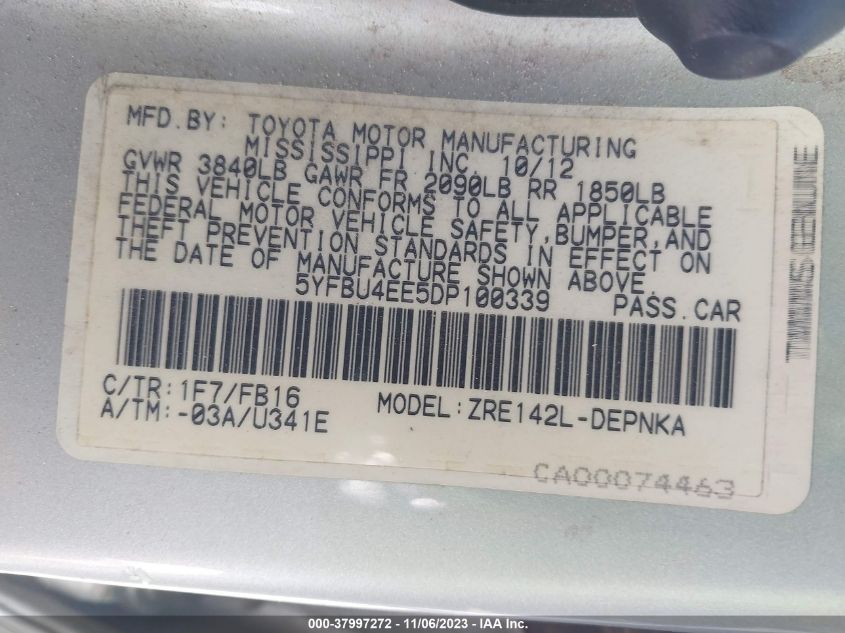 MFD.BY: TOYOTA MOTOR MANUFACTURING
MISSISSIPPI INC. 10/12
GVWR 3840LB GAWR FR 2090LB RR 1850LB
THIS VEHICLE CONFORMS TO ALL APPLICABLE
FEDERAL MOTOR VEHICLE SAFETY,BUMPER,AND
THEFT PREVENTION STANDARDS IN EFFECT ON
THE DATE OF MANUFACTURE SHOWN ABOVE.
5YFBU4EE5DP100339 PASS.CAR
C/TR:1F7/FB16
A/TM:-03A/U341E MODEL:ZRE142L-DEPNKA
CA00074463
GENUINE
000-37997272 - 11/06/2023 - IAA Inc.